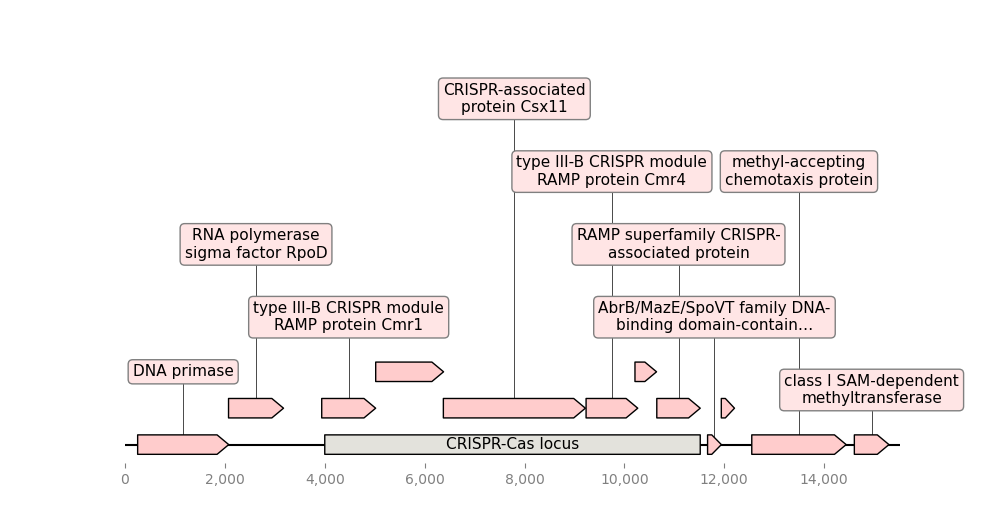 CRISPR-associated
protein Csx11
type III-B CRISPR module
RAMP protein Cmr4
methyl-accepting
chemotaxis protein
RNA polymerase
sigma factor RpoD
RAMP superfamily CRISPR-
associated protein
type III-B CRISPR module
RAMP protein Cmr1
AbrB/MazE/SpoVT family DNA-
binding domain-contain...
DNA primase
class I SAM-dependent
methyltransferase
CRISPR-Cas locus
0 2,000 4,000 6,000 8,000 10,000 12,000 14,000